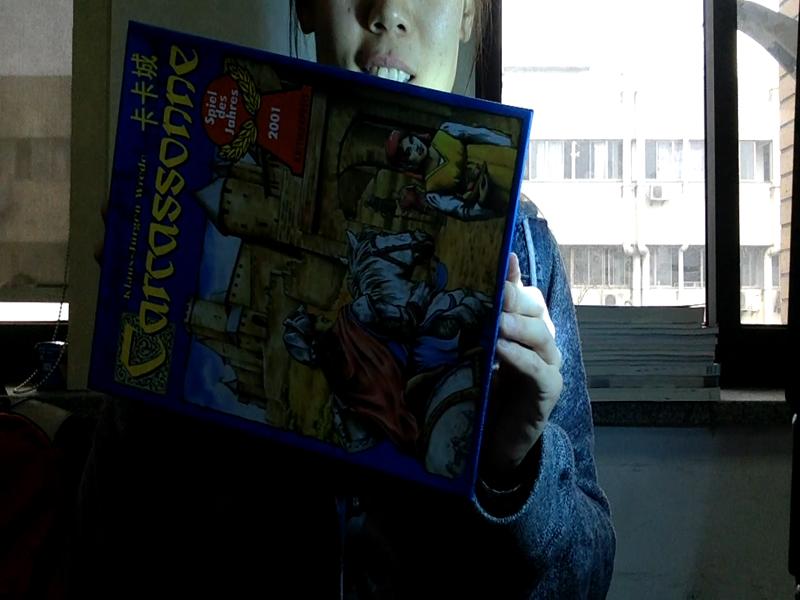 卡卡城
Klaus-Jürgen Wrede
Carcassonne
Spiel
des
Jahres
2001